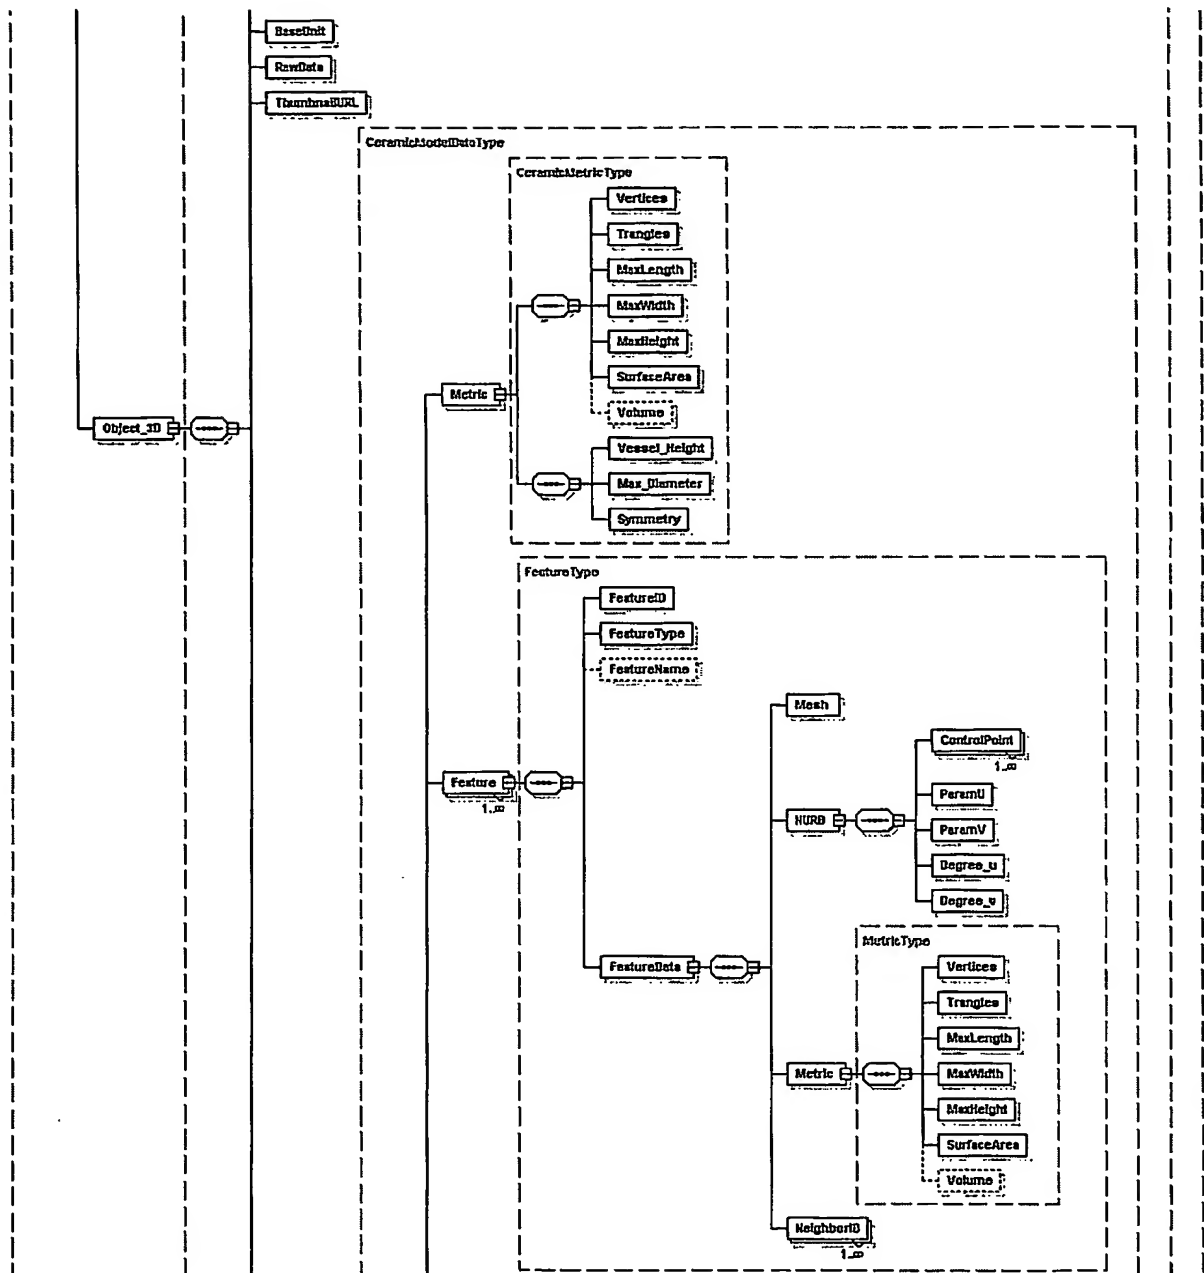 BaseUnit
RawData
ThumbnailURL
CeramicModelDataType
CeramicMetricType
Vertices
Trangles
MaxLength
MaxWidth
MaxHeight
SurfaceArea
Volume
Metric
Object_3D
Vessel_Height
Max_Diameter
Symmetry
FeatureType
FeatureID
FeatureType
FeatureName
Mesh
ControlPoint
1..∞
Feature
1..∞
ParamU
NURB
ParamV
Degree_u
Degree_v
MetricType
FeatureData
Vertices
Trangles
MaxLength
Metric
MaxWidth
MaxHeight
SurfaceArea
Volume
NeighborID
1..∞